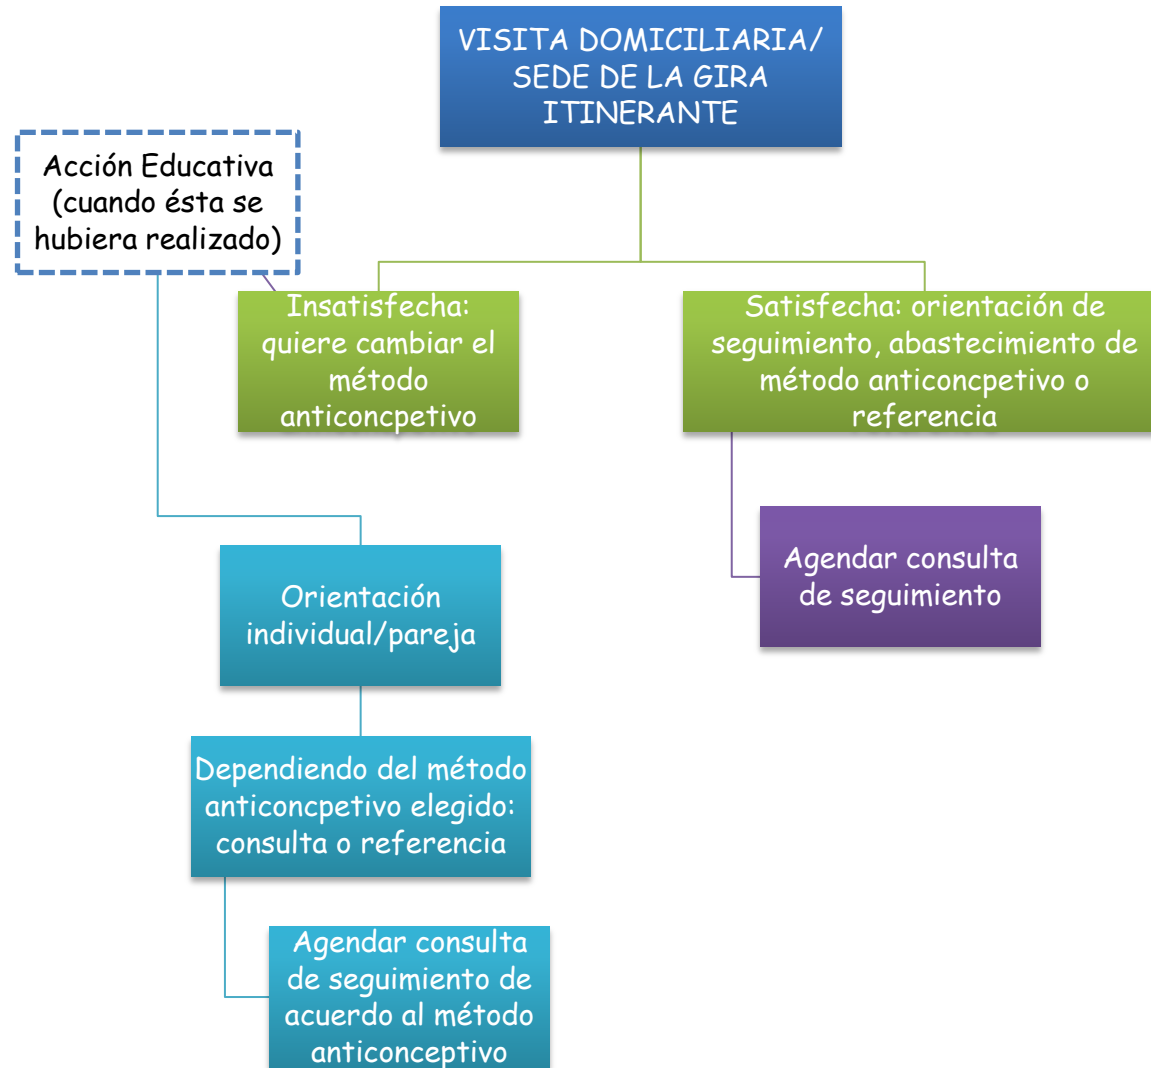 VISITA DOMICILIARIA/
SEDE DE LA GIRA
ITINERANTE
Acción Educativa
(cuando ésta se
hubiera realizado)
Insatisfecha:
quiere cambiar el
método
anticoncpetivo
Satisfecha: orientación de
seguimiento, abastecimiento de
método anticoncpetivo o
referencia
Agendar consulta
de seguimiento
Orientación
individual/pareja
Dependiendo del método
anticoncpetivo elegido:
consulta o referencia
Agendar consulta
de seguimiento de
acuerdo al método
anticonceptivo